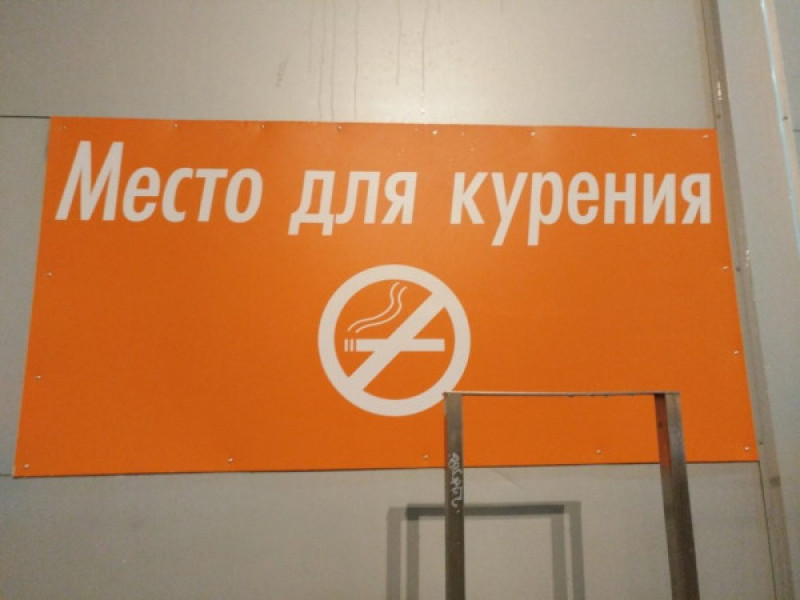 Место для курения